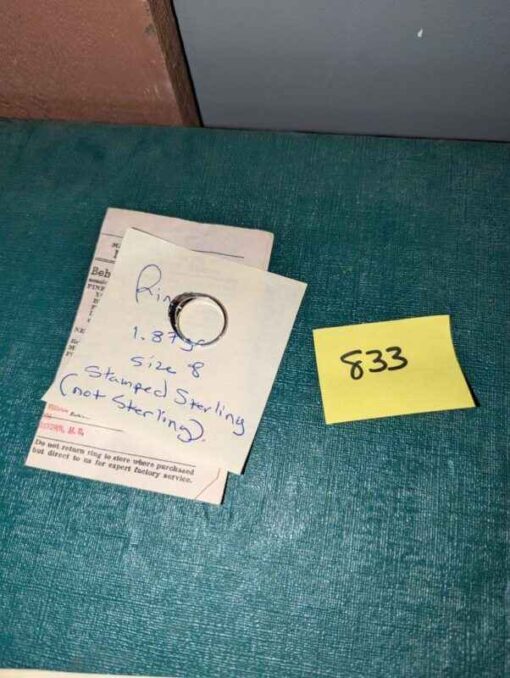 Beb
Ring
1.87gr
Size 8
Stamped Sterling
(not Sterling).
Do not return ring to store where purchased
but direct to us for expert factory service.
833